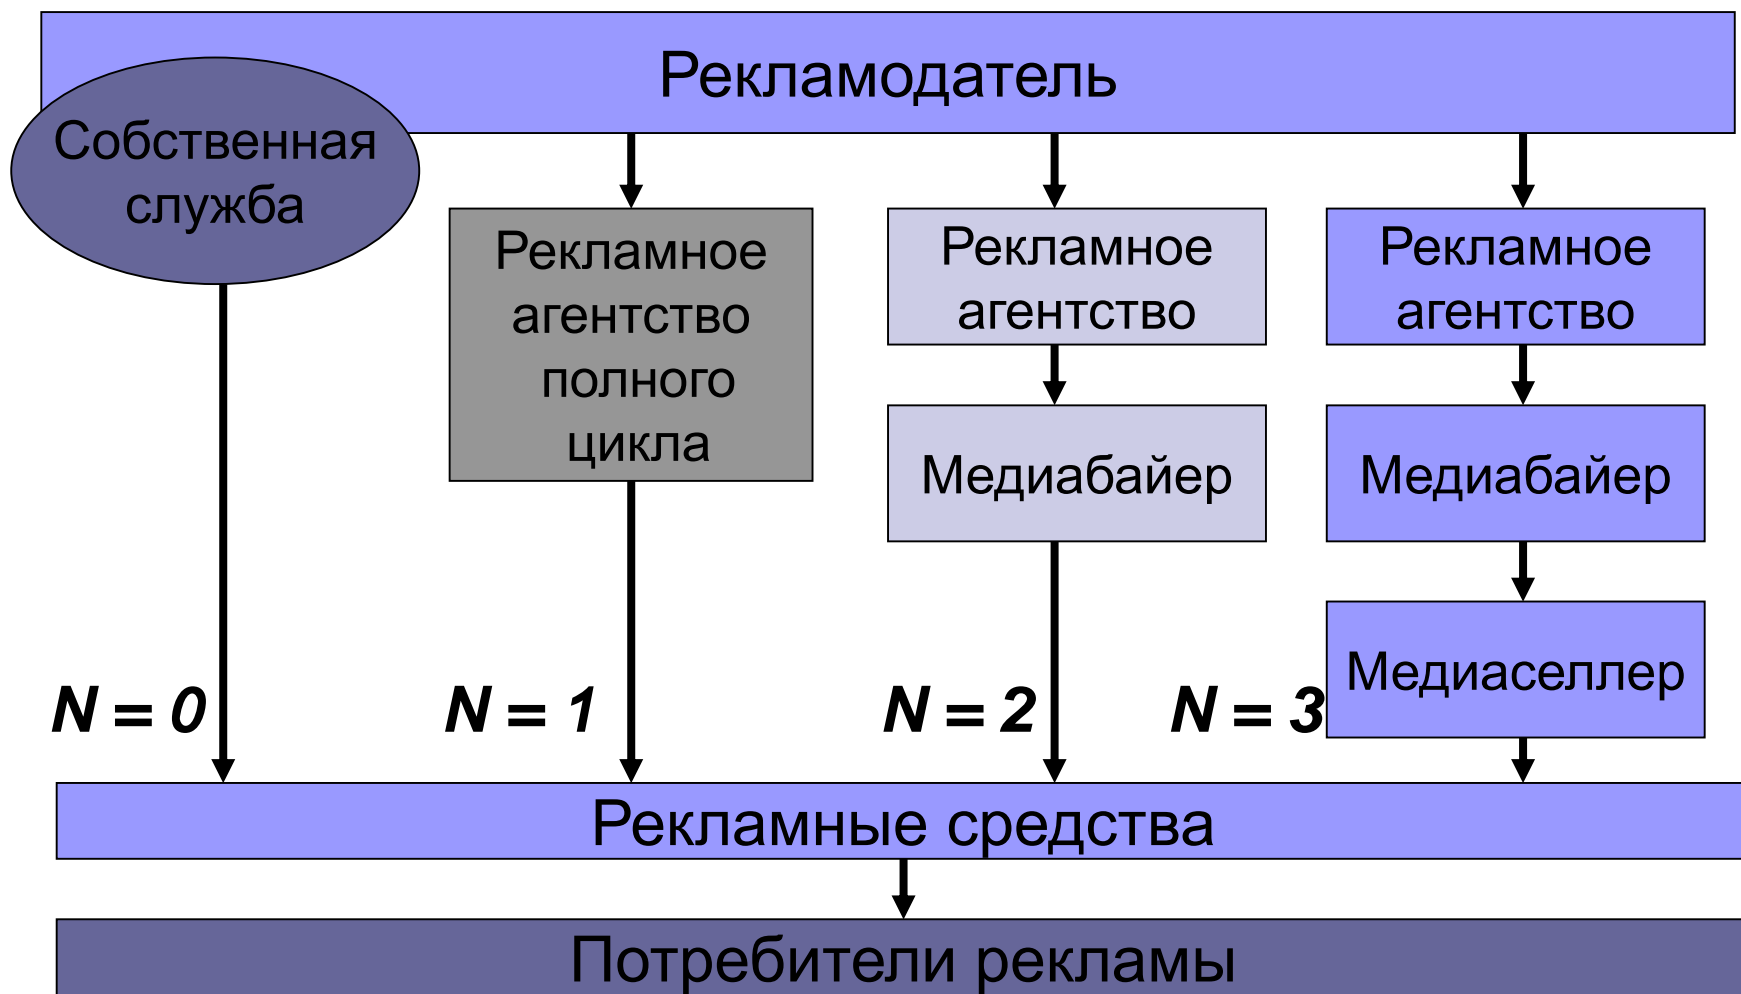 Рекламодатель
Собственная
служба
Рекламное
агентство
полного
цикла
Рекламное
агентство
Медиабайер
Рекламное
агентство
Медиабайер
Медиаселлер
N = 0
N = 1
N = 2
N = 3
Рекламные средства
Потребители рекламы